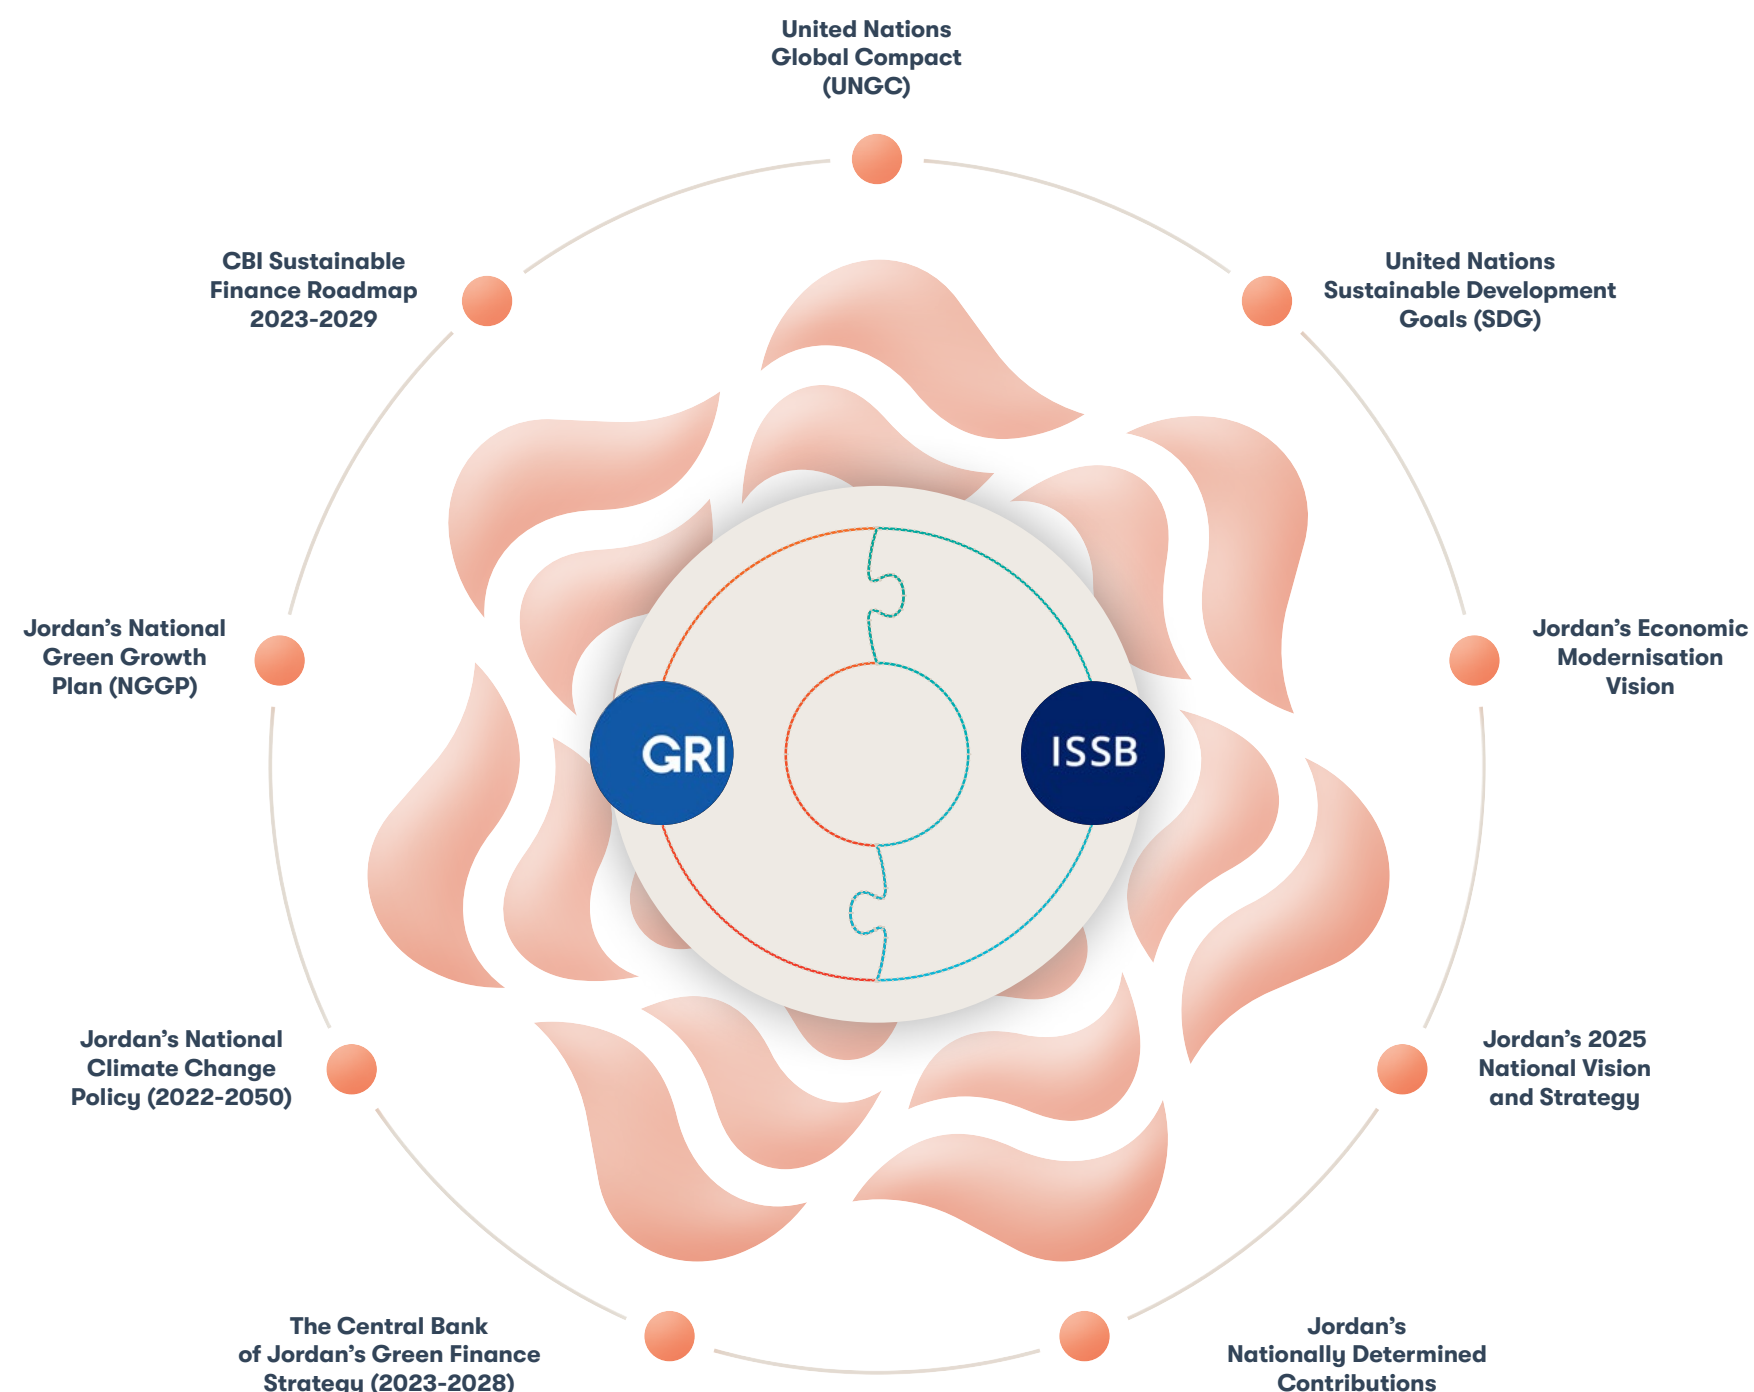 United Nations
Global Compact
(UNGC)
CBI Sustainable
Finance Roadmap
2023-2029
United Nations
Sustainable Development
Goals (SDG)
Jordan’s National
Green Growth
Plan (NGGP)
Jordan’s Economic
Modernisation
Vision
GRI
ISSB
Jordan’s National
Climate Change
Policy (2022-2050)
Jordan’s 2025
National Vision
and Strategy
The Central Bank
of Jordan’s Green Finance
Strategy (2023-2028)
Jordan’s
Nationally Determined
Contributions